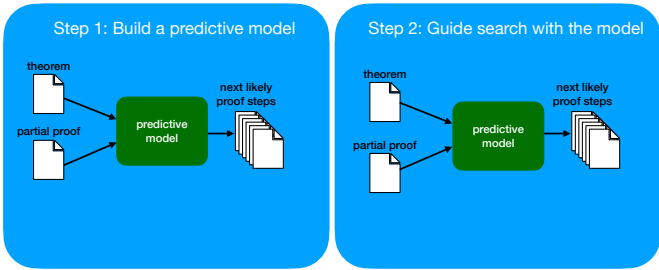 Step 1: Build a predictive model
theorem
partial proof
predictive
model
next likely
proof steps
Step 2: Guide search with the model
theorem
partial proof
predictive
model
next likely
proof steps